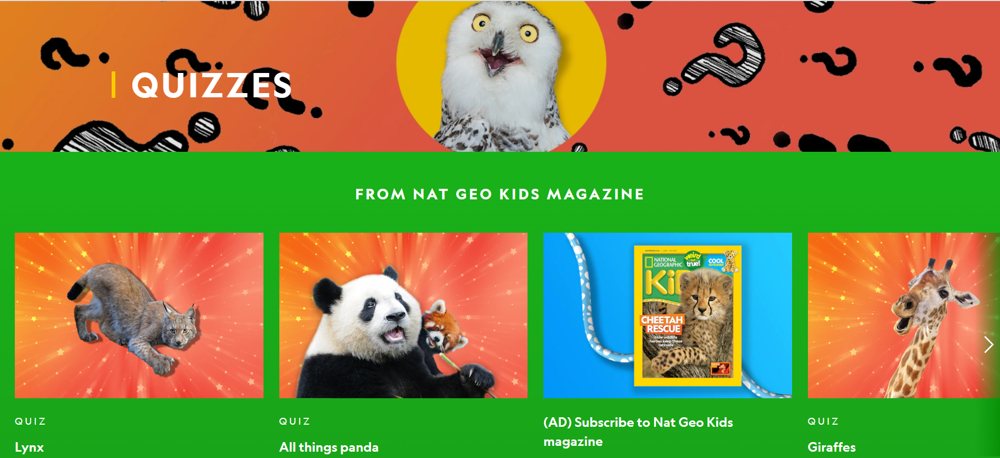 QUIZZES
FROM NAT GEO KIDS MAGAZINE
NATIONAL
GEOGRAPHIC
weird
but
true!
COOL
GIVEAWAY
KiD
CHEETAH
RESCUE
How wildlife
heroes keep these
cats safe
QUIZ
Lynx
QUIZ
All things panda
(AD) Subscribe to Nat Geo Kids
magazine
QUIZ
Giraffes